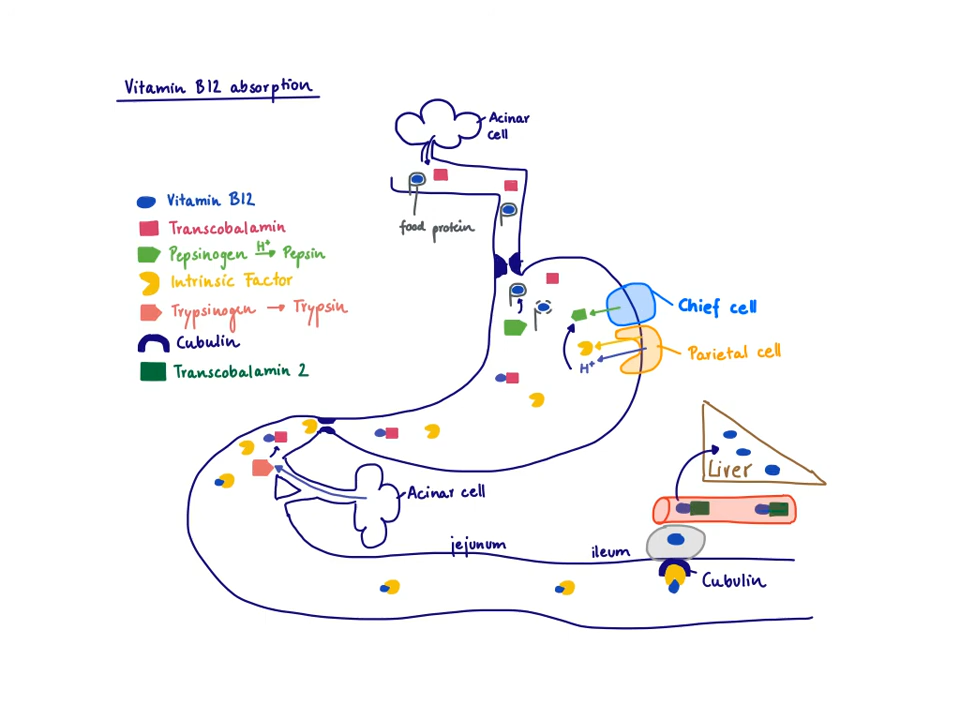 Vitamin B12 absorption
Acinar
cell
Vitamin B12
Transcobalamin
Pepsinogen H+→ Pepsin
Intrinsic Factor
Trypsinogen → Trypsin
Cubulin
Transcobalamin 2
food protein
Chief cell
Parietal cell
H+
Liver
Acinar cell
jejunum
ileum
Cubulin